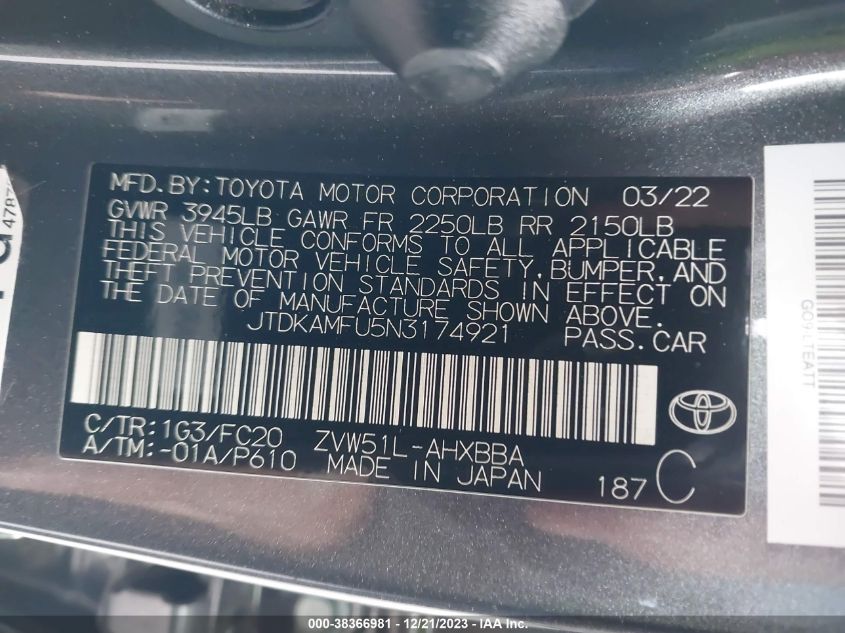 MFD.BY:TOYOTA MOTOR CORPORATION 03/22
GVWR 3945LB GAWR FR 2250LB RR 2150LB
THIS VEHICLE CONFORMS TO ALL APPLICABLE
FEDERAL MOTOR VEHICLE SAFETY,BUMPER,AND
THEFT PREVENTION STANDARDS IN EFFECT ON
THE DATE OF MANUFACTURE SHOWN ABOVE.
JTDKAMFU5N3174921 PASS.CAR
C/TR:1G3/FC20 ZVW51L-AHXBBA
A/TM:-01A/P610 MADE IN JAPAN
187 C
000-38366981 - 12/21/2023 - IAA Inc.